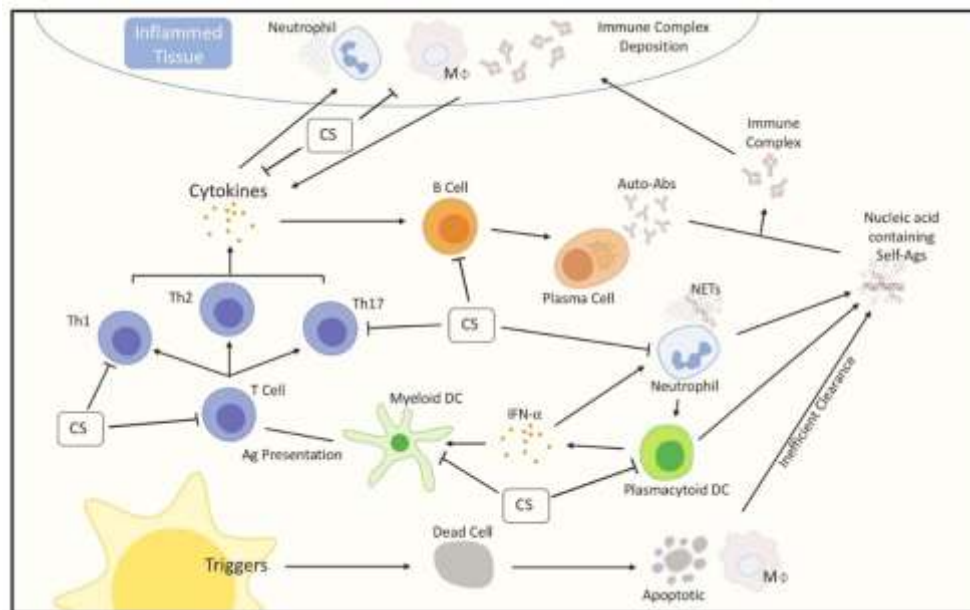 Inflammed
Tissue
Neutrophil
MΦ
Immune Complex
Deposition
CS
Immune
Complex
Cytokines
B Cell
Auto-Abs
Nucleic acid
containing
Self-Ags
Plasma Cell
Th1
Th2
Th17
CS
NETs
Neutrophil
CS
T Cell
Myeloid DC
IFN-α
Ag Presentation
Plasmacytoid DC
Inefficient Clearance
CS
Dead Cell
Triggers
Apoptotic
MΦ